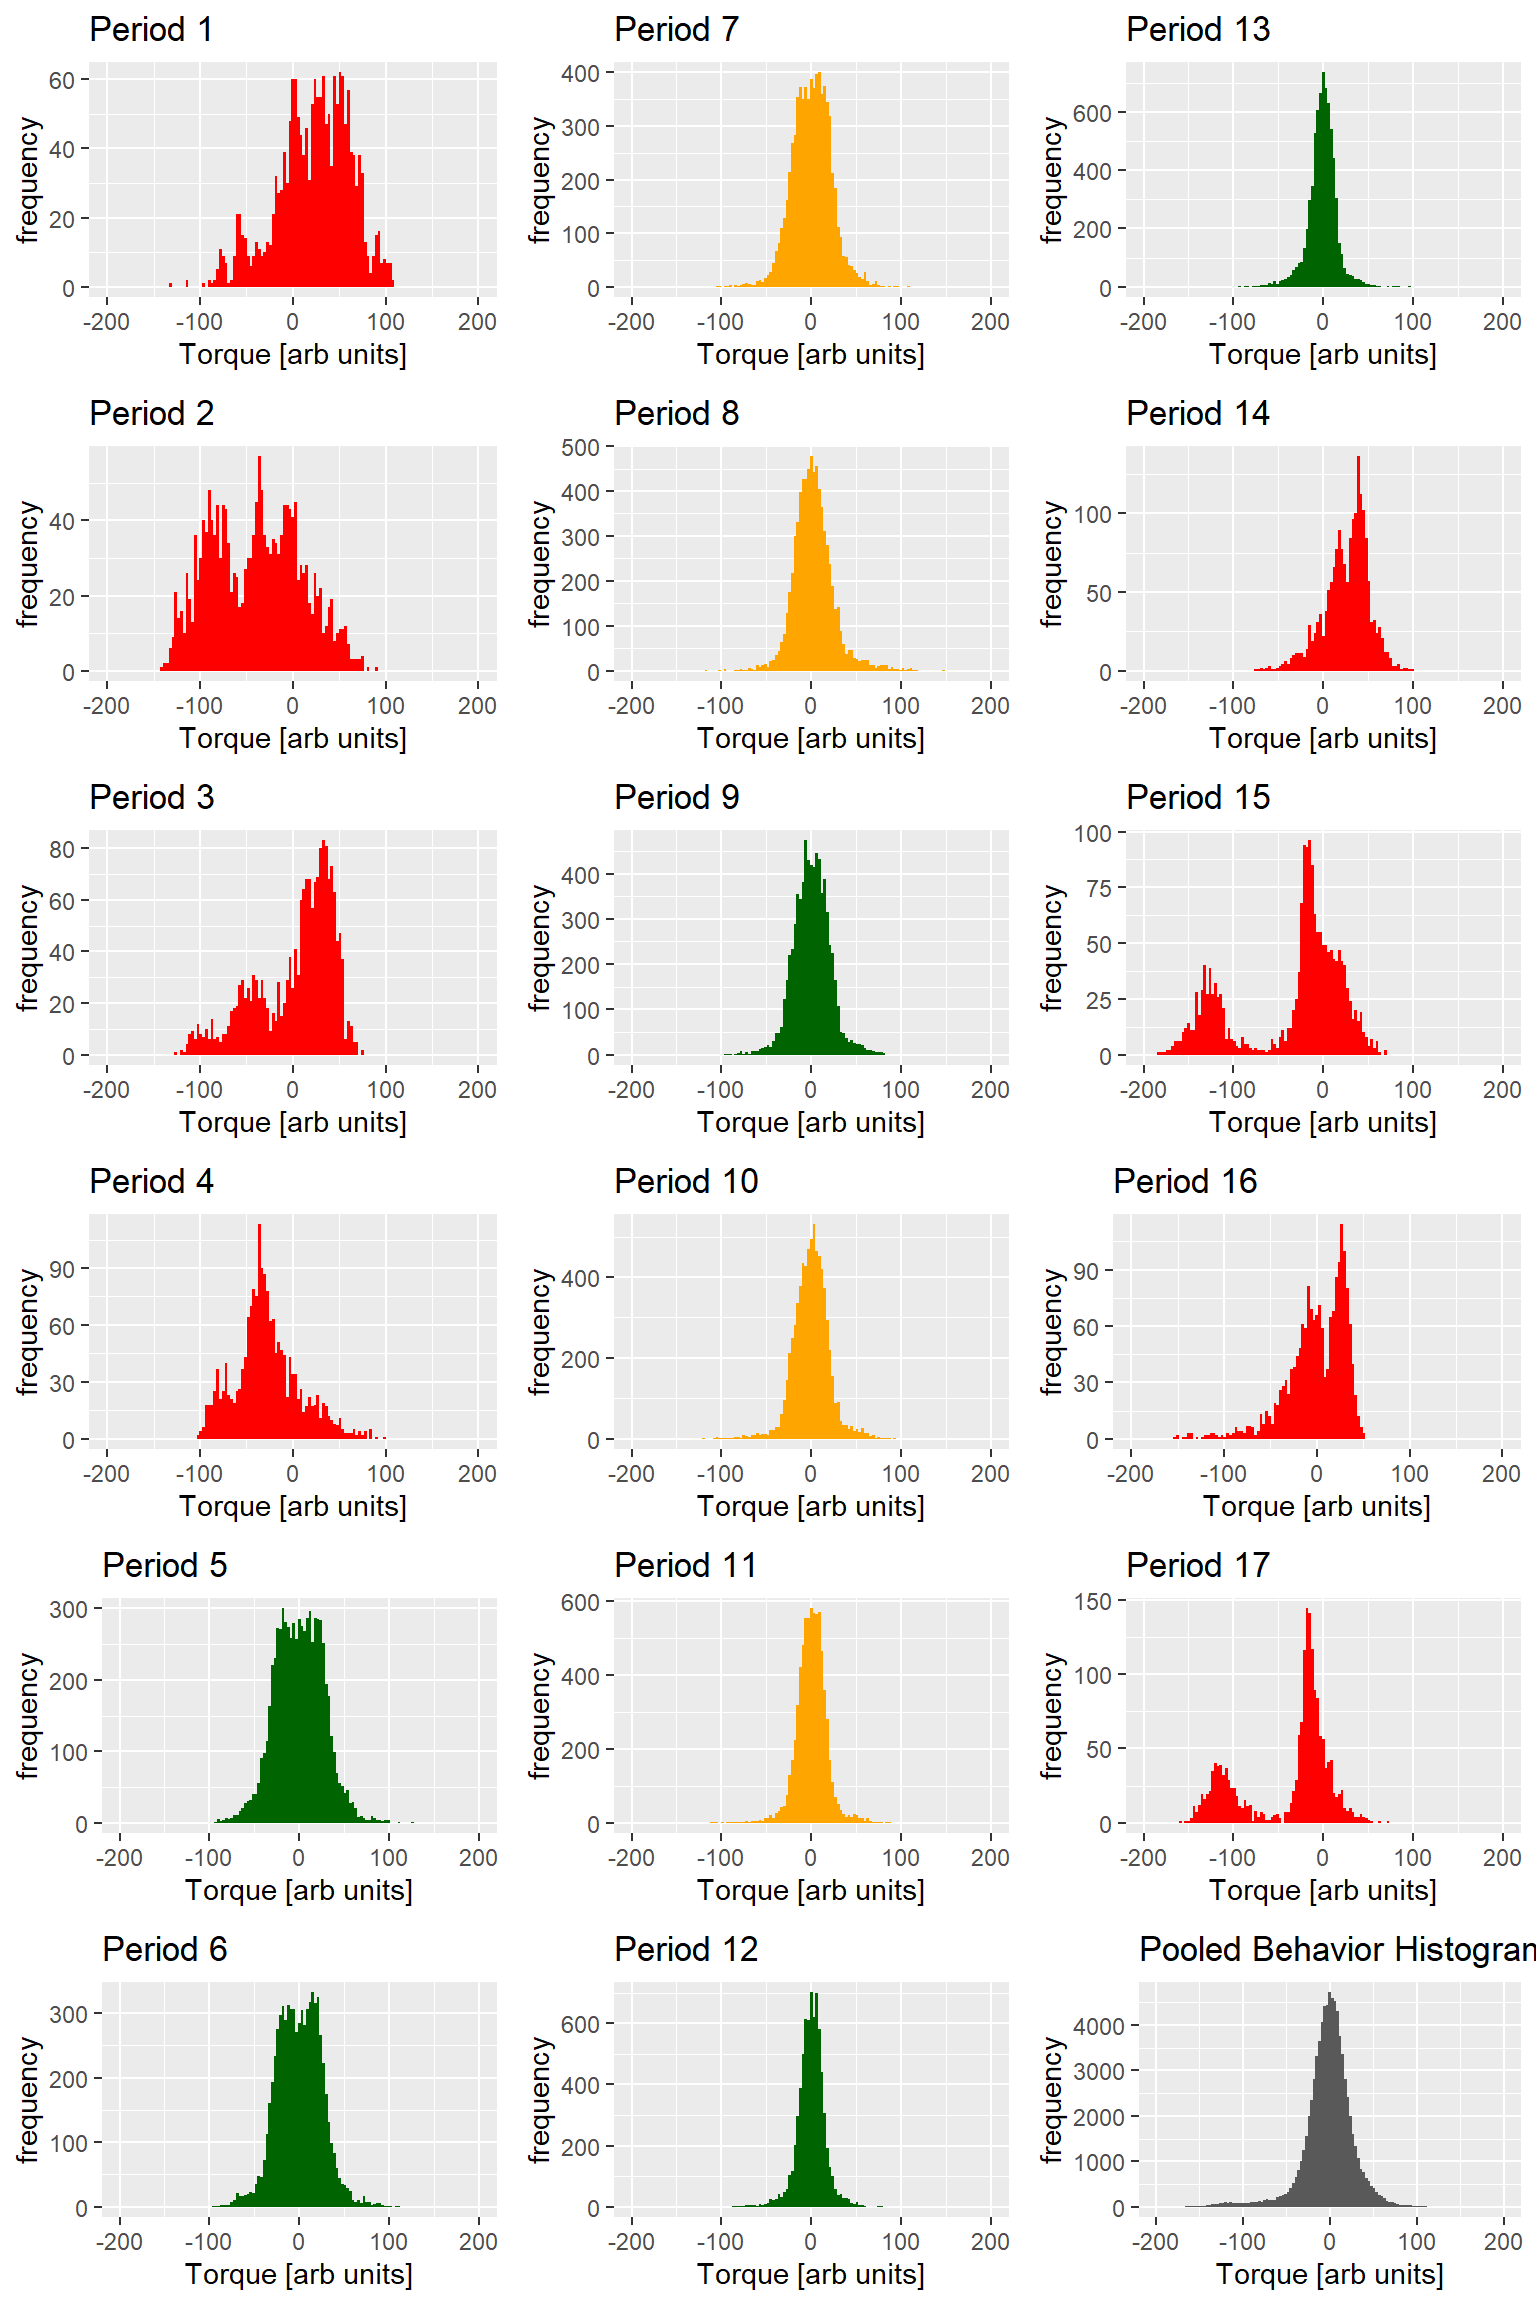 Period 1
60
40
20
0
frequency
-200 -100 0 100 200
Torque [arb units]
Period 7
400
300
200
100
0
frequency
-200 -100 0 100 200
Torque [arb units]
Period 13
600
400
200
0
frequency
-200 -100 0 100 200
Torque [arb units]
Period 2
40
20
0
frequency
-200 -100 0 100 200
Torque [arb units]
Period 8
500
400
300
200
100
0
frequency
-200 -100 0 100 200
Torque [arb units]
Period 14
100
50
0
frequency
-200 -100 0 100 200
Torque [arb units]
Period 3
80
60
40
20
0
frequency
-200 -100 0 100 200
Torque [arb units]
Period 9
400
300
200
100
0
frequency
-200 -100 0 100 200
Torque [arb units]
Period 15
100
75
50
25
0
frequency
-200 -100 0 100 200
Torque [arb units]
Period 4
90
60
30
0
frequency
-200 -100 0 100 200
Torque [arb units]
Period 10
400
200
0
frequency
-200 -100 0 100 200
Torque [arb units]
Period 16
90
60
30
0
frequency
-200 -100 0 100 200
Torque [arb units]
Period 5
300
200
100
0
frequency
-200 -100 0 100 200
Torque [arb units]
Period 11
600
400
200
0
frequency
-200 -100 0 100 200
Torque [arb units]
Period 17
150
100
50
0
frequency
-200 -100 0 100 200
Torque [arb units]
Period 6
300
200
100
0
frequency
-200 -100 0 100 200
Torque [arb units]
Period 12
600
400
200
0
frequency
-200 -100 0 100 200
Torque [arb units]
Pooled Behavior Histogran
4000
3000
2000
1000
0
frequency
-200 -100 0 100 200
Torque [arb units]